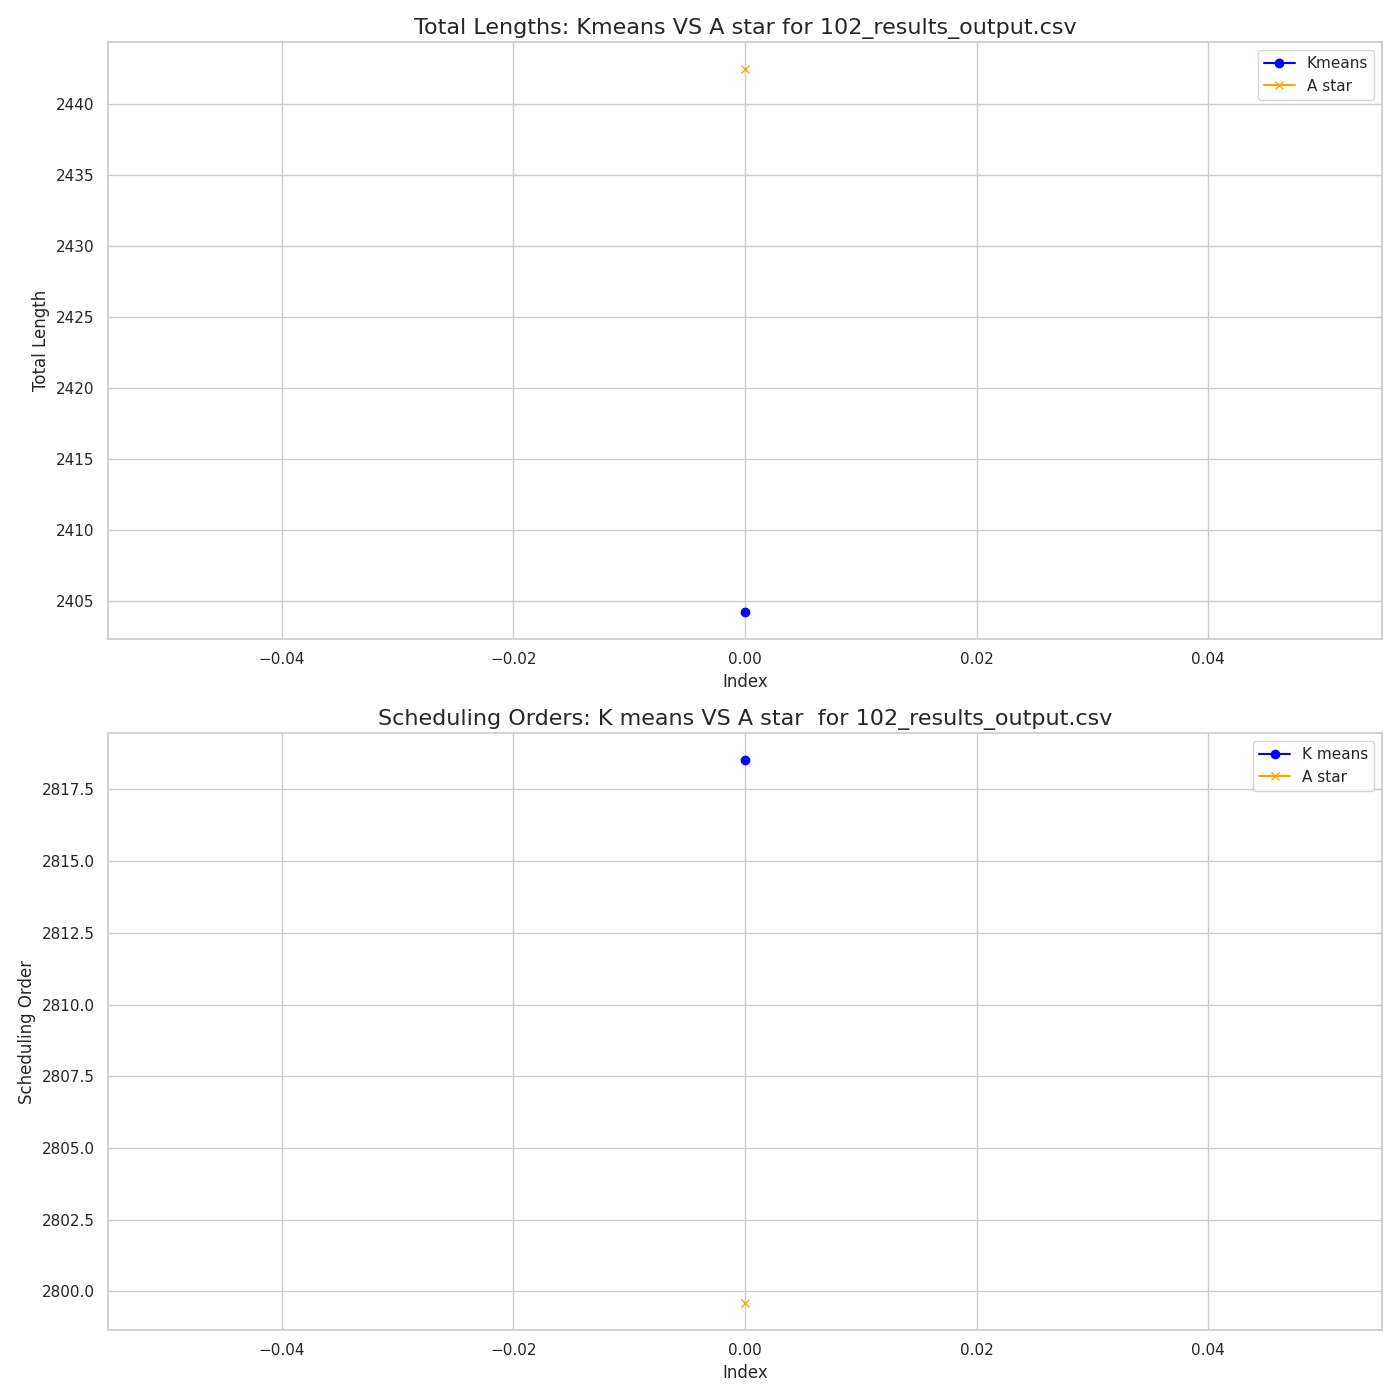 Total Lengths: Kmeans VS A star for 102_results_output.csv
Kmeans
A star
2440
2435
2430
2425
2420
2415
2410
2405
Total Length
−0.04
−0.02
0.00
0.02
0.04
Index
Scheduling Orders: K means VS A star  for 102_results_output.csv
K means
A star
2817.5
2815.0
2812.5
2810.0
2807.5
2805.0
2802.5
2800.0
Scheduling Order
−0.04
−0.02
0.00
0.02
0.04
Index